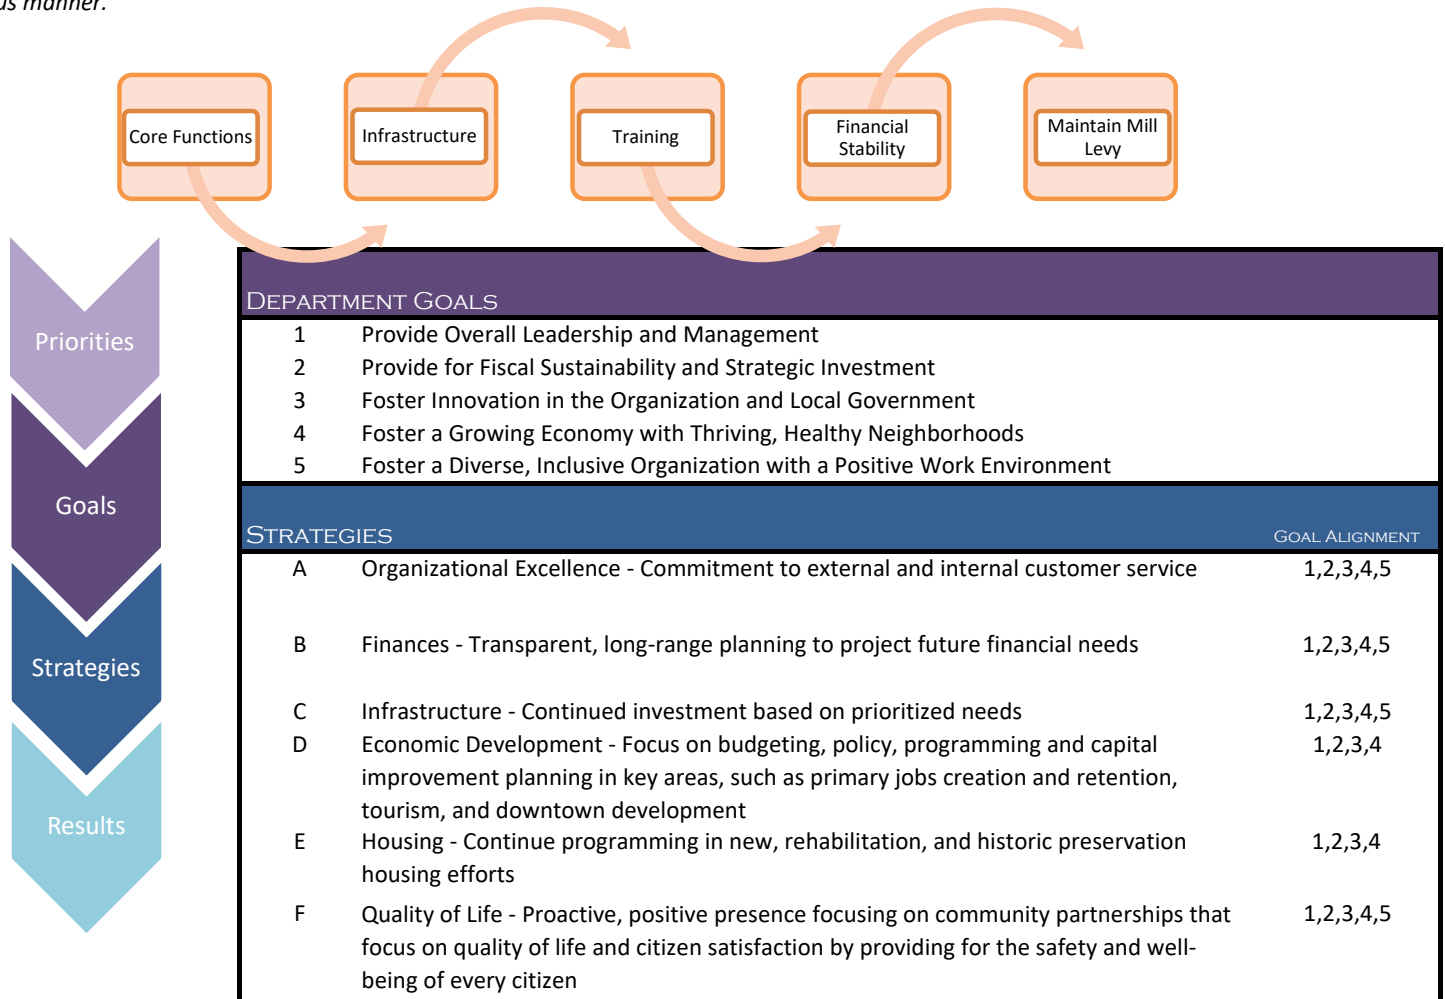 us manner.
Core Functions
Infrastructure
Training
Financial
Stability
Maintain Mill
Levy
Priorities
Goals
Strategies
Results
DEPARTMENT GOALS
1 Provide Overall Leadership and Management
2 Provide for Fiscal Sustainability and Strategic Investment
3 Foster Innovation in the Organization and Local Government
4 Foster a Growing Economy with Thriving, Healthy Neighborhoods
5 Foster a Diverse, Inclusive Organization with a Positive Work Environment
STRATEGIES GOAL ALIGNMENT
A Organizational Excellence - Commitment to external and internal customer service 1,2,3,4,5
B Finances - Transparent, long-range planning to project future financial needs 1,2,3,4,5
C Infrastructure - Continued investment based on prioritized needs 1,2,3,4,5
D Economic Development - Focus on budgeting, policy, programming and capital 1,2,3,4
improvement planning in key areas, such as primary jobs creation and retention,
tourism, and downtown development
E Housing - Continue programming in new, rehabilitation, and historic preservation 1,2,3,4
housing efforts
F Quality of Life - Proactive, positive presence focusing on community partnerships that 1,2,3,4,5
focus on quality of life and citizen satisfaction by providing for the safety and well-
being of every citizen